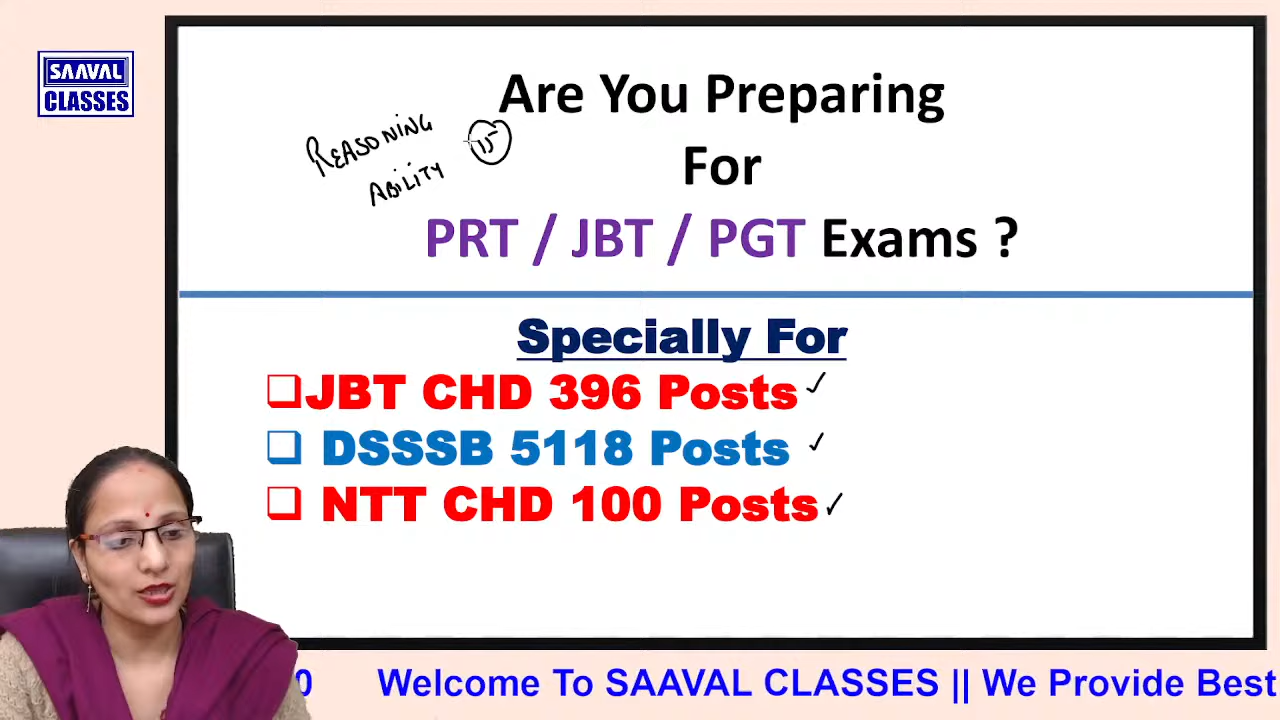 SAAVAL
CLASSES
Are You Preparing
For
PRT / JBT / PGT Exams ?
REASONING
ABILITY 15
Specially For
JBT CHD 396 Posts
DSSSB 5118 Posts
NTT CHD 100 Posts
0 Welcome To SAAVAL CLASSES || We Provide Best